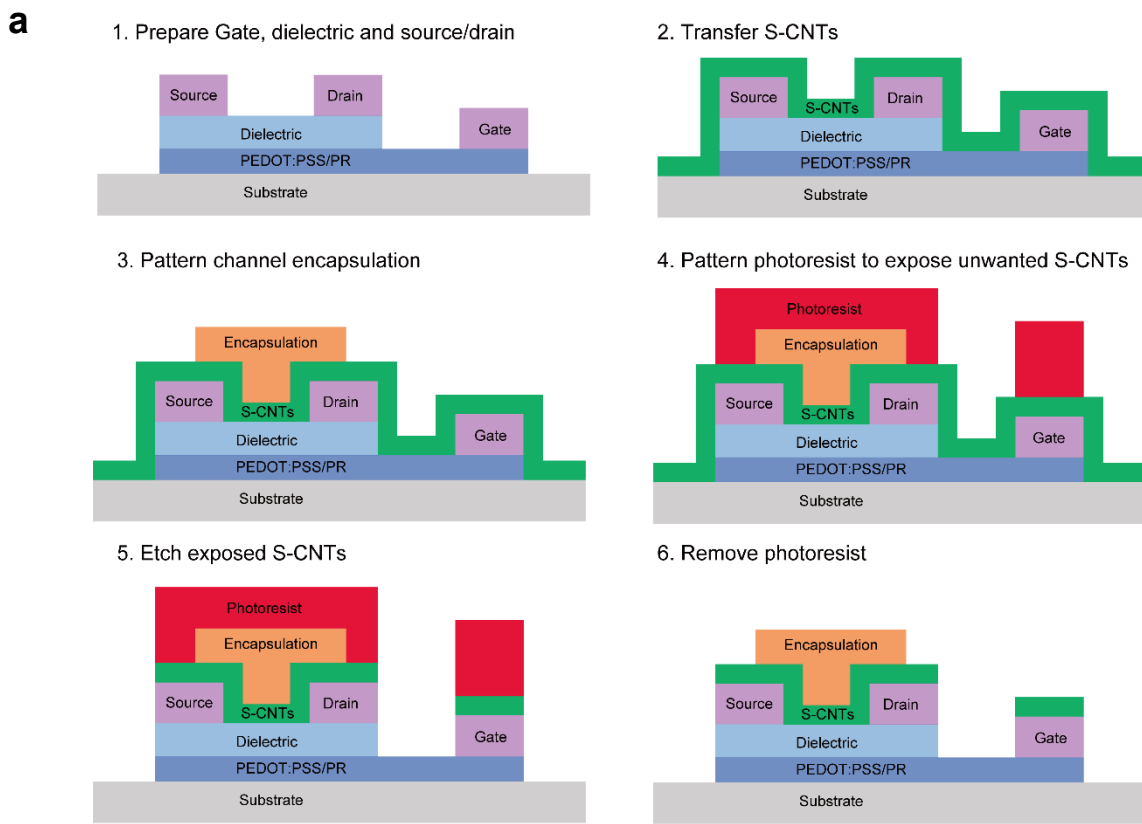 a
1. Prepare Gate, dielectric and source/drain
Source
Drain
Dielectric
Gate
PEDOT:PSS/PR
Substrate
2. Transfer S-CNTs
Source
S-CNTs
Drain
Dielectric
Gate
PEDOT:PSS/PR
Substrate
3. Pattern channel encapsulation
Encapsulation
Source
S-CNTs
Drain
Dielectric
Gate
PEDOT:PSS/PR
Substrate
4. Pattern photoresist to expose unwanted S-CNTs
Photoresist
Encapsulation
Source
S-CNTs
Drain
Dielectric
Gate
PEDOT:PSS/PR
Substrate
5. Etch exposed S-CNTs
Photoresist
Encapsulation
Source
S-CNTs
Drain
Dielectric
Gate
PEDOT:PSS/PR
Substrate
6. Remove photoresist
Encapsulation
Source
S-CNTs
Drain
Dielectric
Gate
PEDOT:PSS/PR
Substrate